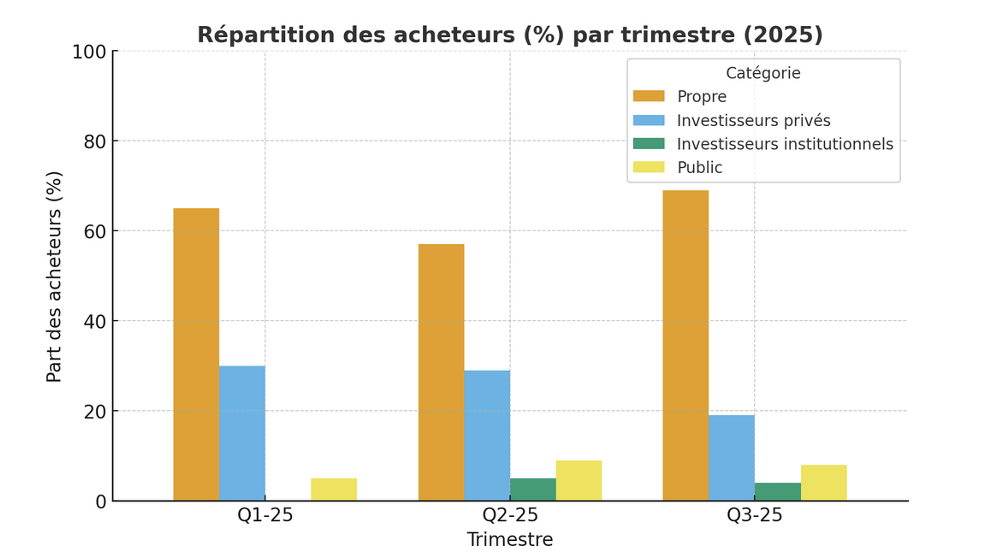 Répartition des acheteurs (%) par trimestre (2025)
Catégorie
Propre
Investisseurs privés
Investisseurs institutionnels
Public
Part des acheteurs (%)
100
80
60
40
20
0
Q1-25 Q2-25 Q3-25
Trimestre